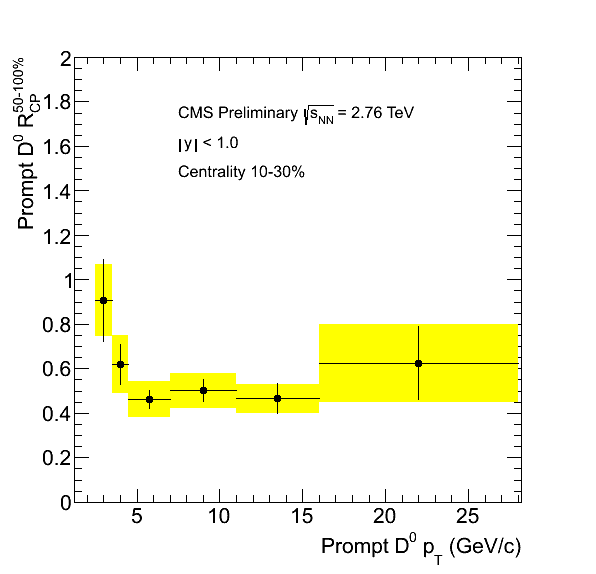 2
1.8
1.6
1.4
1.2
1
0.8
0.6
0.4
0.2
0
Prompt D⁰ R_CP^50-100%
CMS Preliminary √s_NN = 2.76 TeV
|y| < 1.0
Centrality 10-30%
5 10 15 20 25
Prompt D⁰ p_T (GeV/c)